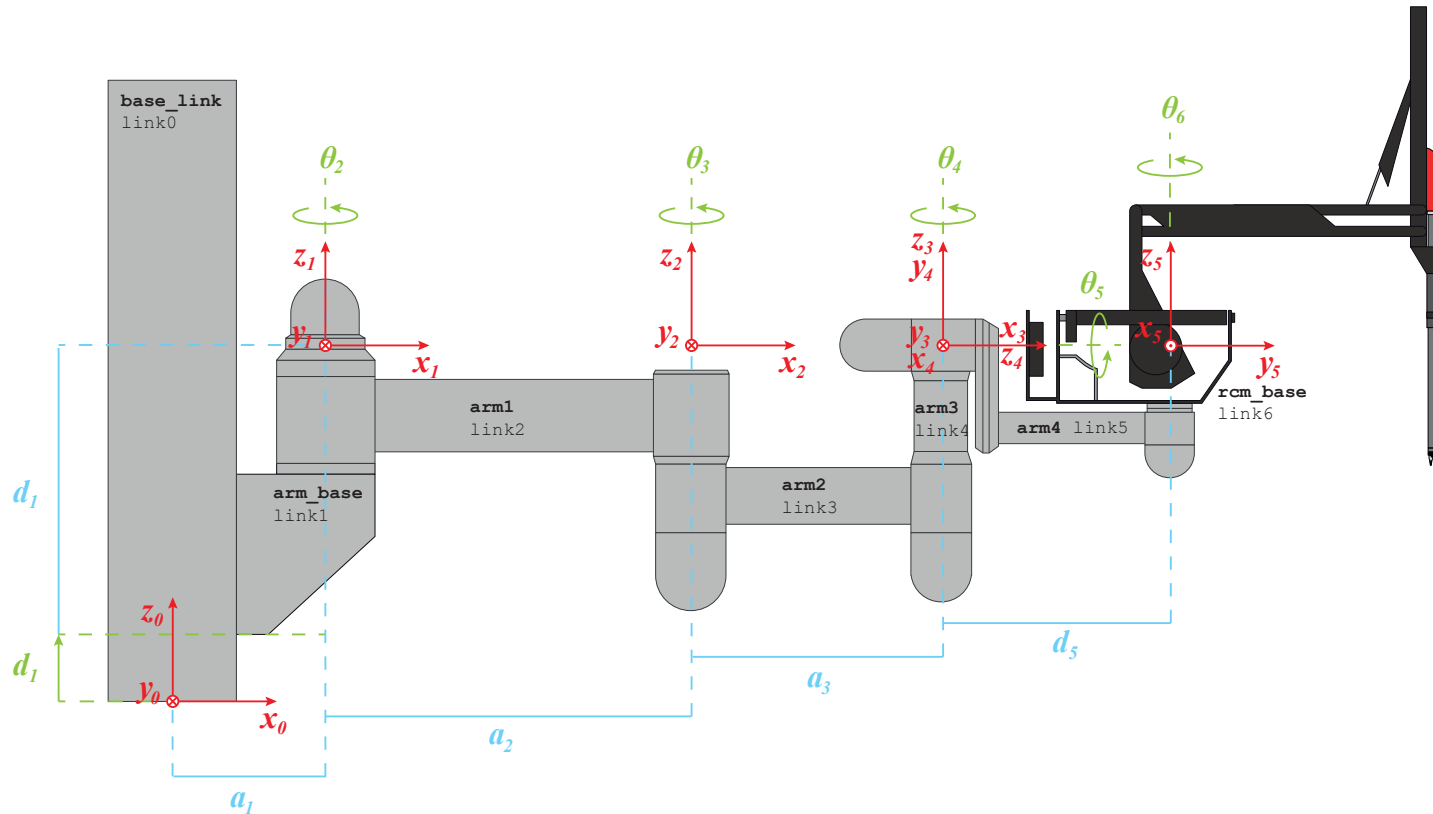 base_link
link0
θ2
θ3
θ4
θ6
z1
z2
z3
y4
z5
θ5
y1
x1
y2
x2
y3
x4
x3
z4
x5
y5
rcm_base
link6
arm1
link2
arm3
link4
arm4 link5
arm_base
link1
arm2
link3
d1
z0
d1
y0
x0
d5
a3
a2
a1